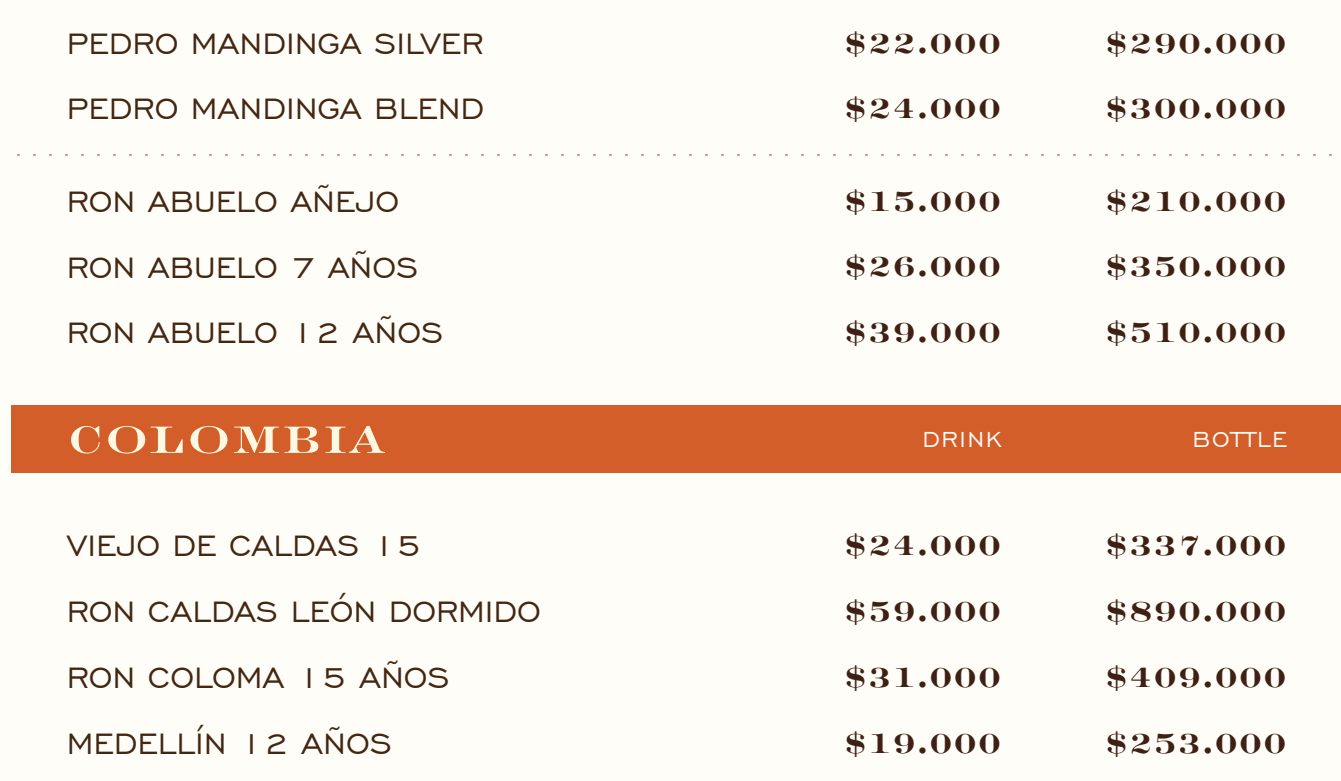 PEDRO MANDINGA SILVER $22.000 $290.000
PEDRO MANDINGA BLEND $24.000 $300.000
RON ABUELO AÑEJO $15.000 $210.000
RON ABUELO 7 AÑOS $26.000 $350.000
RON ABUELO 12 AÑOS $39.000 $510.000
COLOMBIA DRINK BOTTLE
VIEJO DE CALDAS 15 $24.000 $337.000
RON CALDAS LEÓN DORMIDO $59.000 $890.000
RON COLOMA 15 AÑOS $31.000 $409.000
MEDELLÍN 12 AÑOS $19.000 $253.000